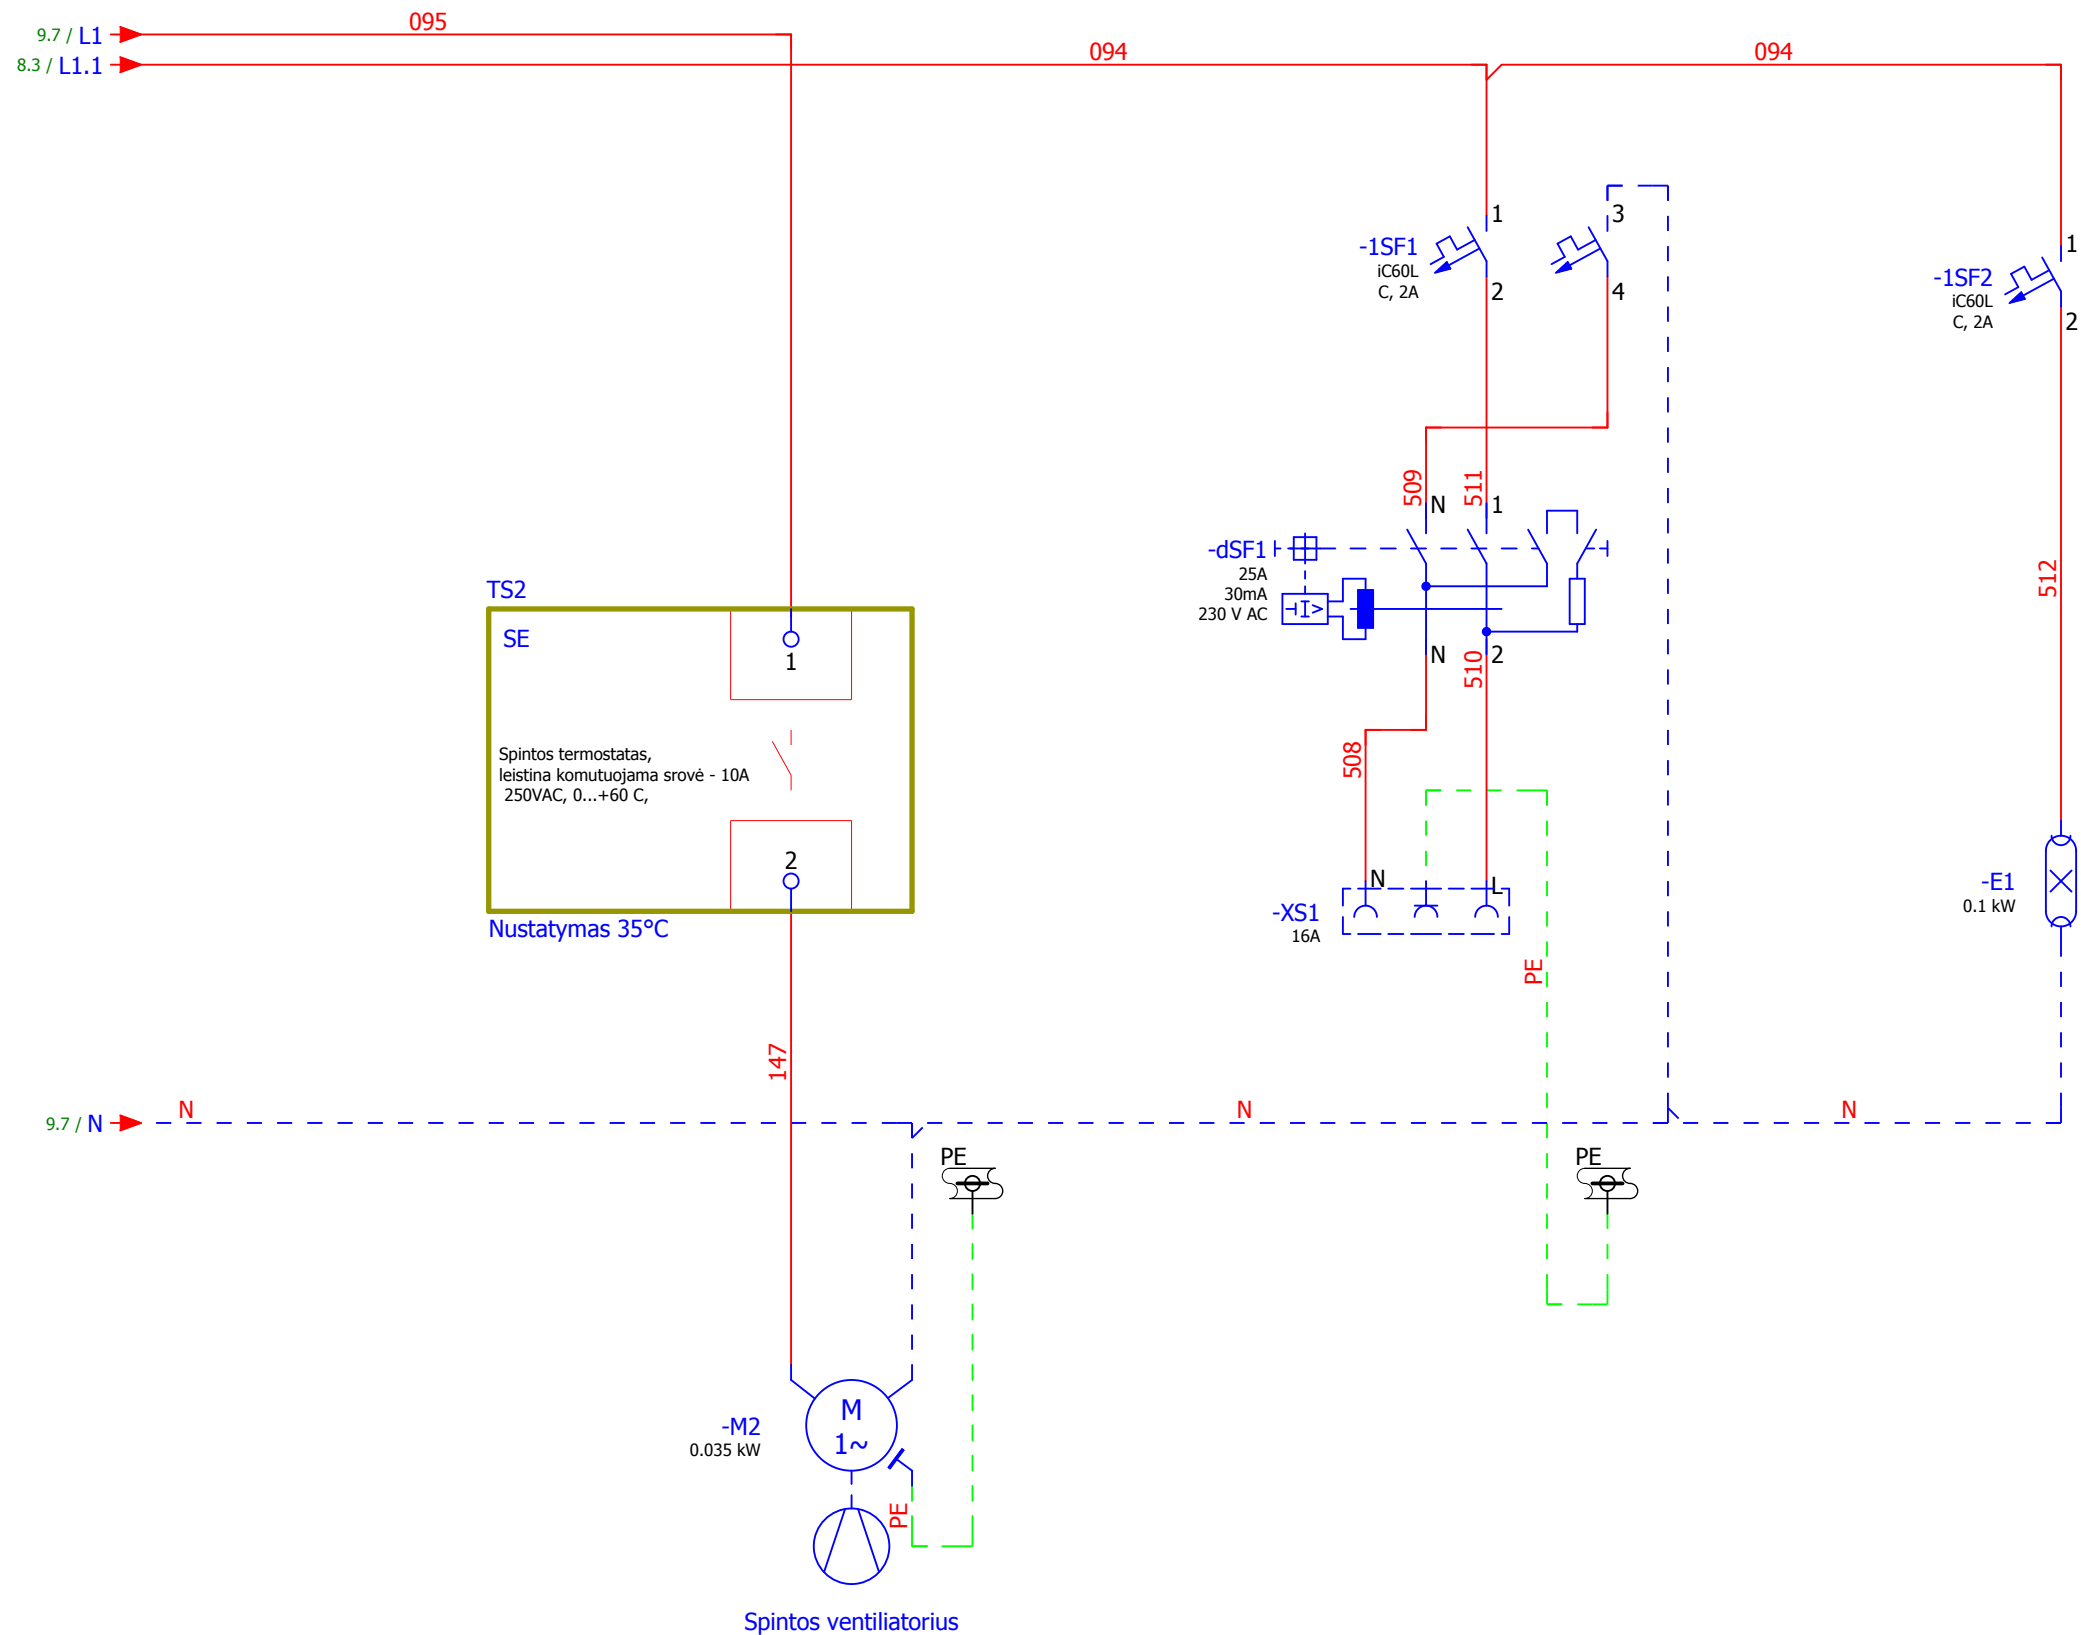 9.7 / L1
095
8.3 / L1.1
094
094
1
3
-1SF1
iC60L
C, 2A
2
4
1
-1SF2
iC60L
C, 2A
2
509
N
511
1
-dSF1
25A
30mA
230 V AC
I>
N
510
2
512
TS2
SE
1
Spintos termostatas,
leistina komutuojama srovė - 10A
250VAC, 0...+60 C,
2
Nustatymas 35°C
508
N
L
-XS1
16A
-E1
0.1 kW
PE
147
9.7 / N
N
N
N
PE
PE
M
1~
-M2
0.035 kW
PE
Spintos ventiliatorius